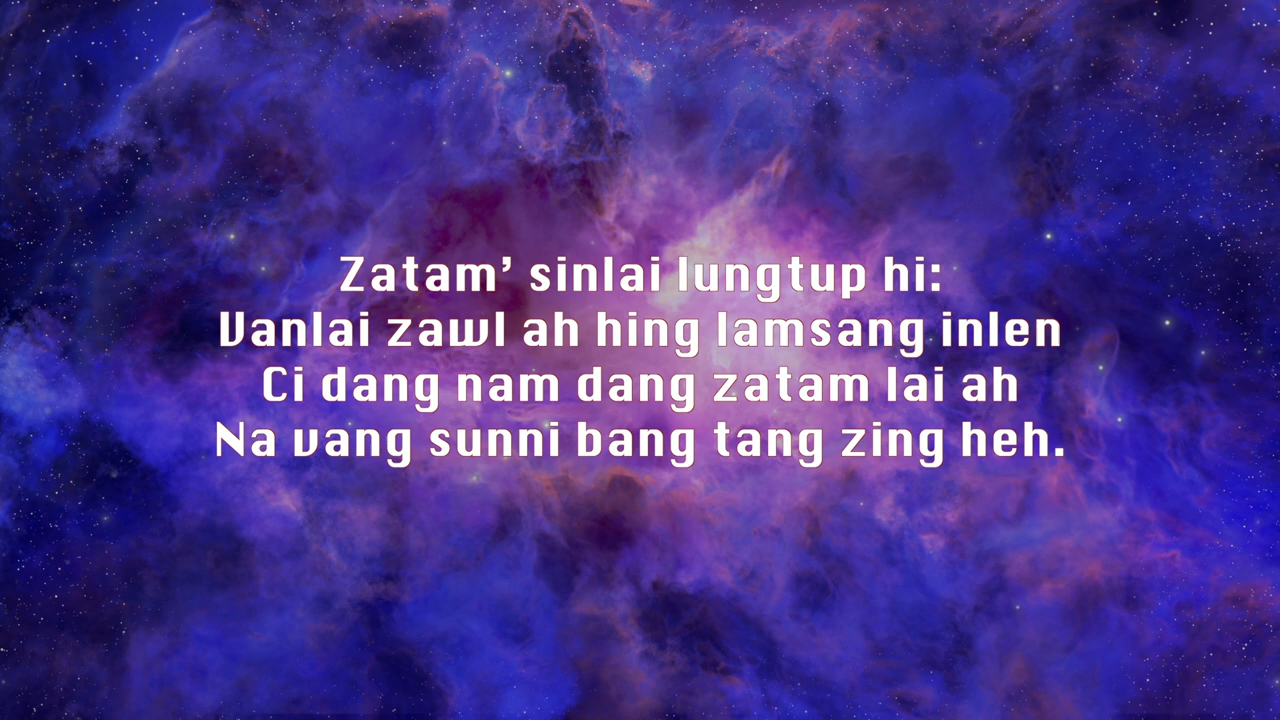 Zatam’ sinlai lungtup hi:
Vanlai zawl ah hing lamsang inlen
Ci dang nam dang zatam lai ah
Na vang sunni bang tang zing heh.